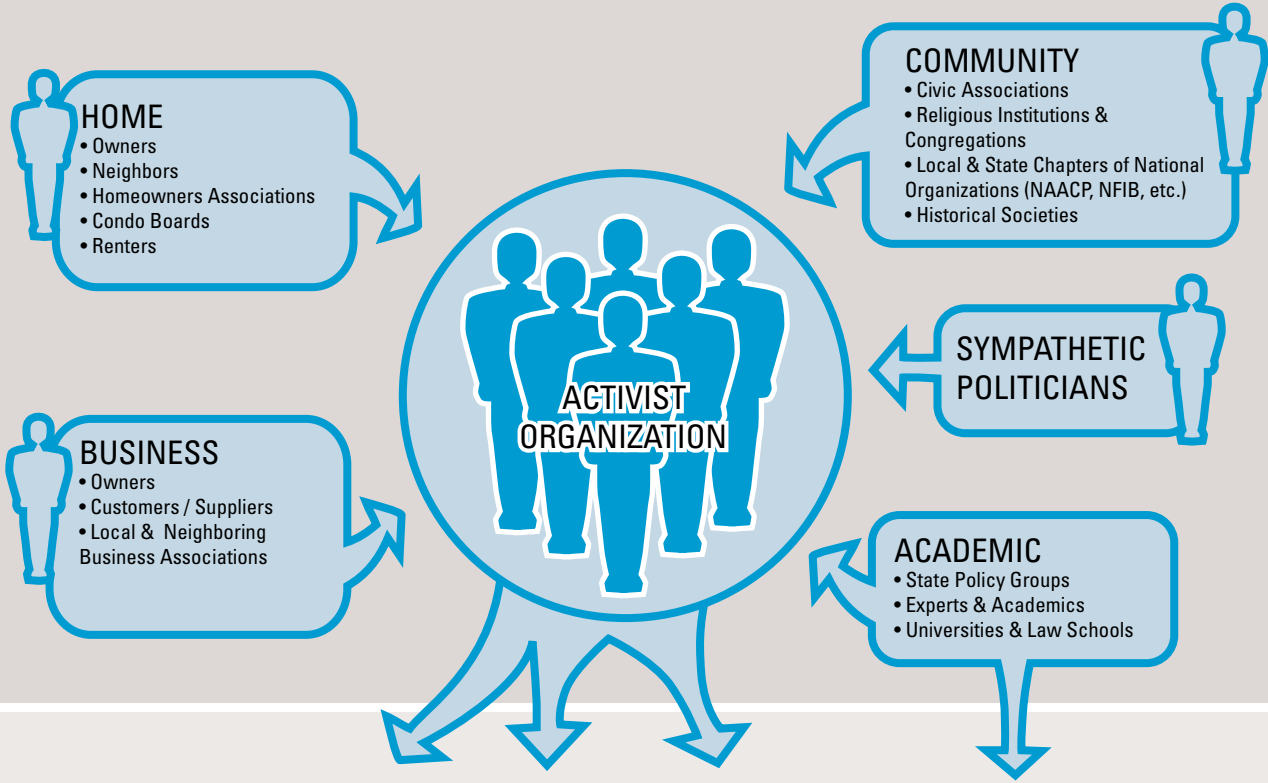 HOME
• Owners
• Neighbors
• Homeowners Associations
• Condo Boards
• Renters
COMMUNITY
• Civic Associations
• Religious Institutions &
Congregations
• Local & State Chapters of National
Organizations (NAACP, NFIB, etc.)
• Historical Societies
ACTIVIST
ORGANIZATION
SYMPATHETIC
POLITICIANS
BUSINESS
• Owners
• Customers / Suppliers
• Local & Neighboring
Business Associations
ACADEMIC
• State Policy Groups
• Experts & Academics
• Universities & Law Schools